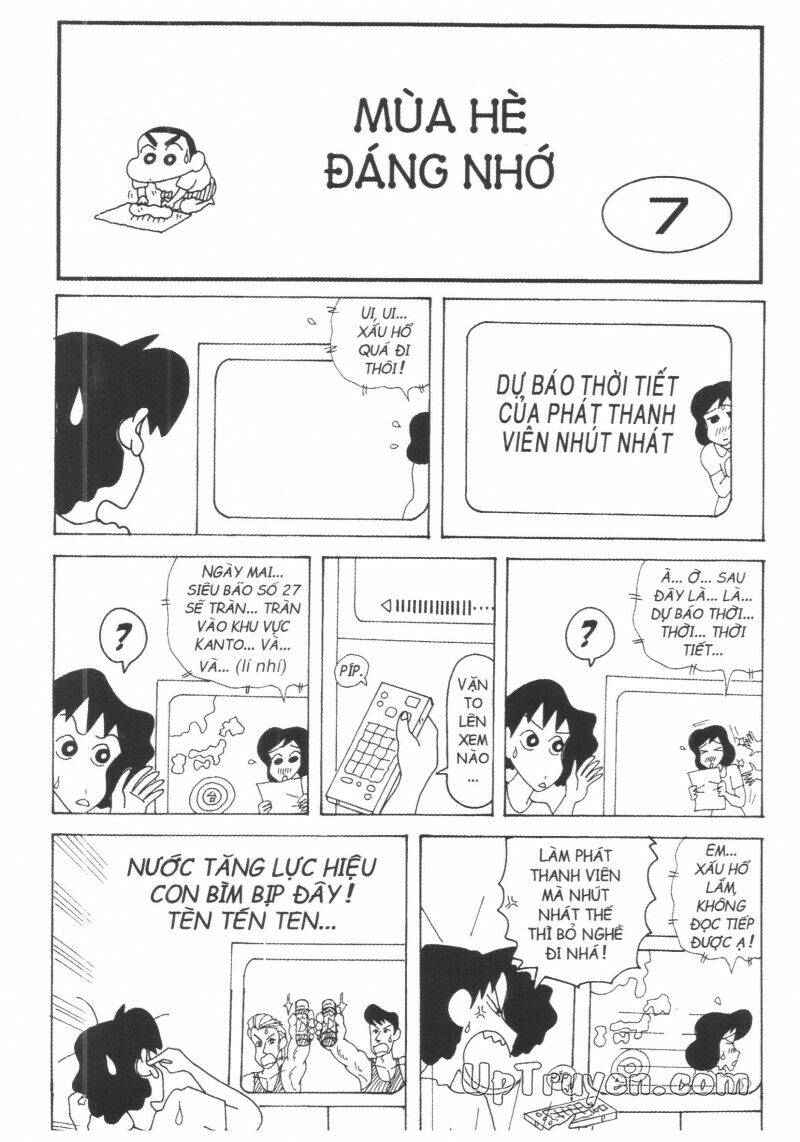 MÙA HÈ
ĐÁNG NHỚ
7
DỰ BÁO THỜI TIẾT
CỦA PHÁT THANH
VIÊN NHÚT NHÁT
UI, UI...
XẤU HỔ
QUÁ ĐI
THÔI!
À... Ờ... SAU
ĐÂY LÀ... LÀ...
DỰ BÁO THỜI...
THỜI... THỜI
TIẾT...
?
VẶN
TO
LÊN
XEM
NÀO
...
PÍP.
NGÀY MAI...
SIÊU BÃO SỐ 27
SẼ TRÀN... TRÀN
VÀO KHU VỰC
KANTO... VÀ...
VÀ... (lí nhí)
?
EM...
XẤU HỔ
LẮM,
KHÔNG
ĐỌC TIẾP
ĐƯỢC Ạ!
LÀM PHÁT
THANH VIÊN
MÀ NHÚT
NHÁT THẾ
THÌ BỎ NGHỀ
ĐI NHÁ!
NƯỚC TĂNG LỰC HIỆU
CON BÌM BỊP ĐÂY!
TÈN TÉN TEN...
UpTruyen.com